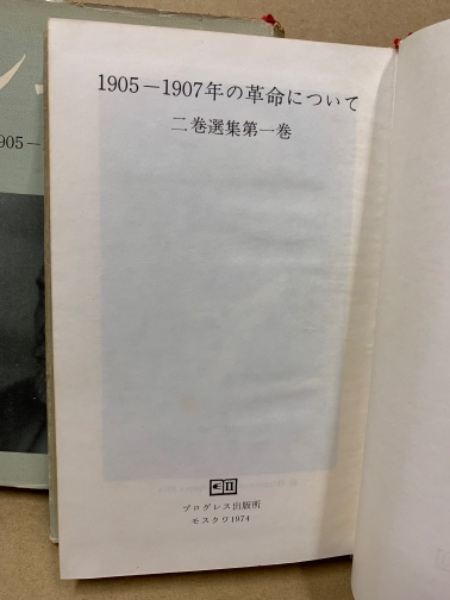 1905－1907年の革命について
二巻選集第一巻
プログレス出版所
モスクワ1974
905－